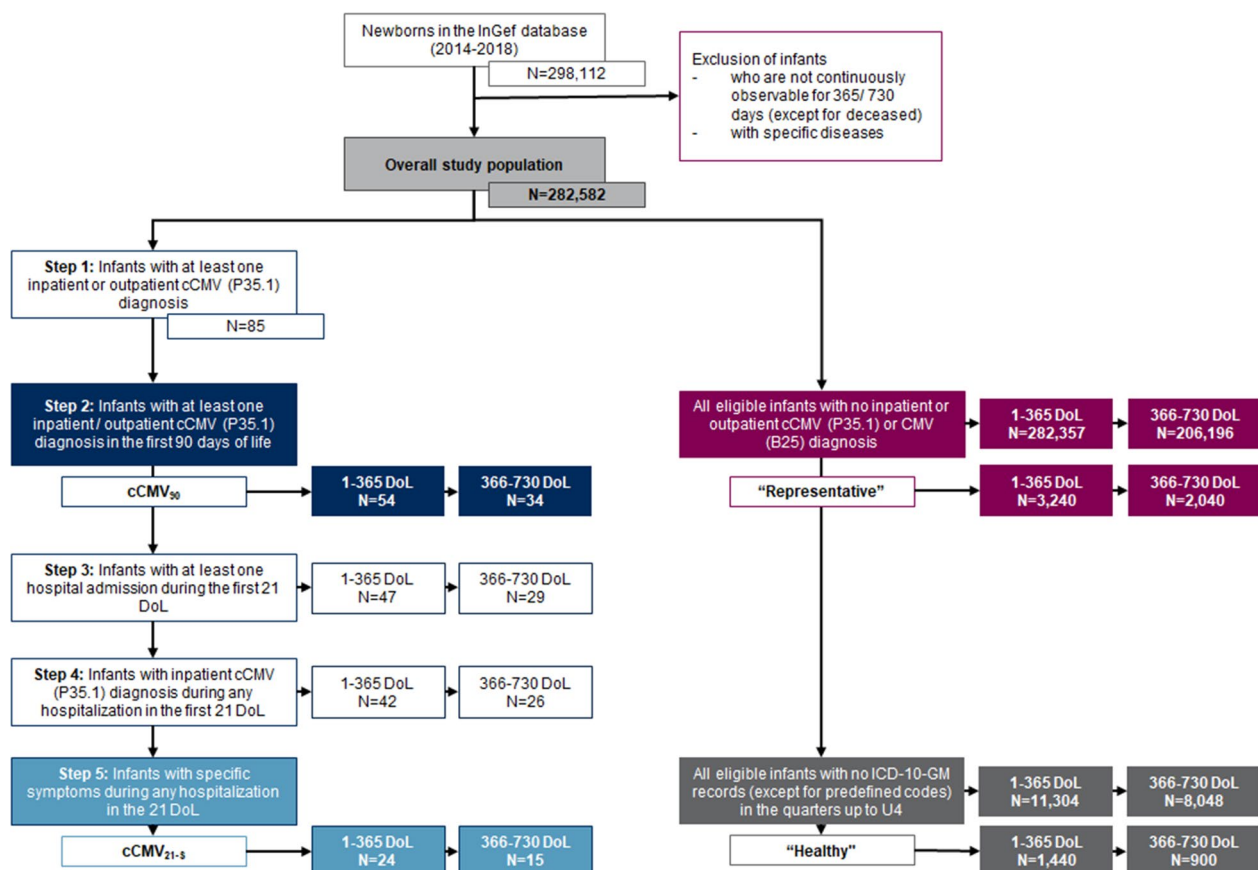 Newborns in the InGef database
(2014-2018)
N=298,112
Exclusion of infants
- who are not continuously
observable for 365/ 730
days (except for deceased)
- with specific diseases
Overall study population
N=282,582
Step 1: Infants with at least one
inpatient or outpatient cCMV (P35.1)
diagnosis
N=85
Step 2: Infants with at least one
inpatient / outpatient cCMV (P35.1)
diagnosis in the first 90 days of life
cCMV90
1-365 DoL
N=54
366-730 DoL
N=34
Step 3: Infants with at least one
hospital admission during the first 21
DoL
1-365 DoL
N=47
366-730 DoL
N=29
Step 4: Infants with inpatient cCMV
(P35.1) diagnosis during any
hospitalization in the first 21 DoL
1-365 DoL
N=42
366-730 DoL
N=26
Step 5: Infants with specific
symptoms during any hospitalization
in the 21 DoL
cCMV21-S
1-365 DoL
N=24
366-730 DoL
N=15
All eligible infants with no inpatient or
outpatient cCMV (P35.1) or CMV
(B25) diagnosis
1-365 DoL
N=282,357
366-730 DoL
N=206,196
“Representative”
1-365 DoL
N=3,240
366-730 DoL
N=2,040
All eligible infants with no ICD-10-GM
records (except for predefined codes)
in the quarters up to U4
1-365 DoL
N=11,304
366-730 DoL
N=8,048
“Healthy"
1-365 DoL
N=1,440
366-730 DoL
N=900